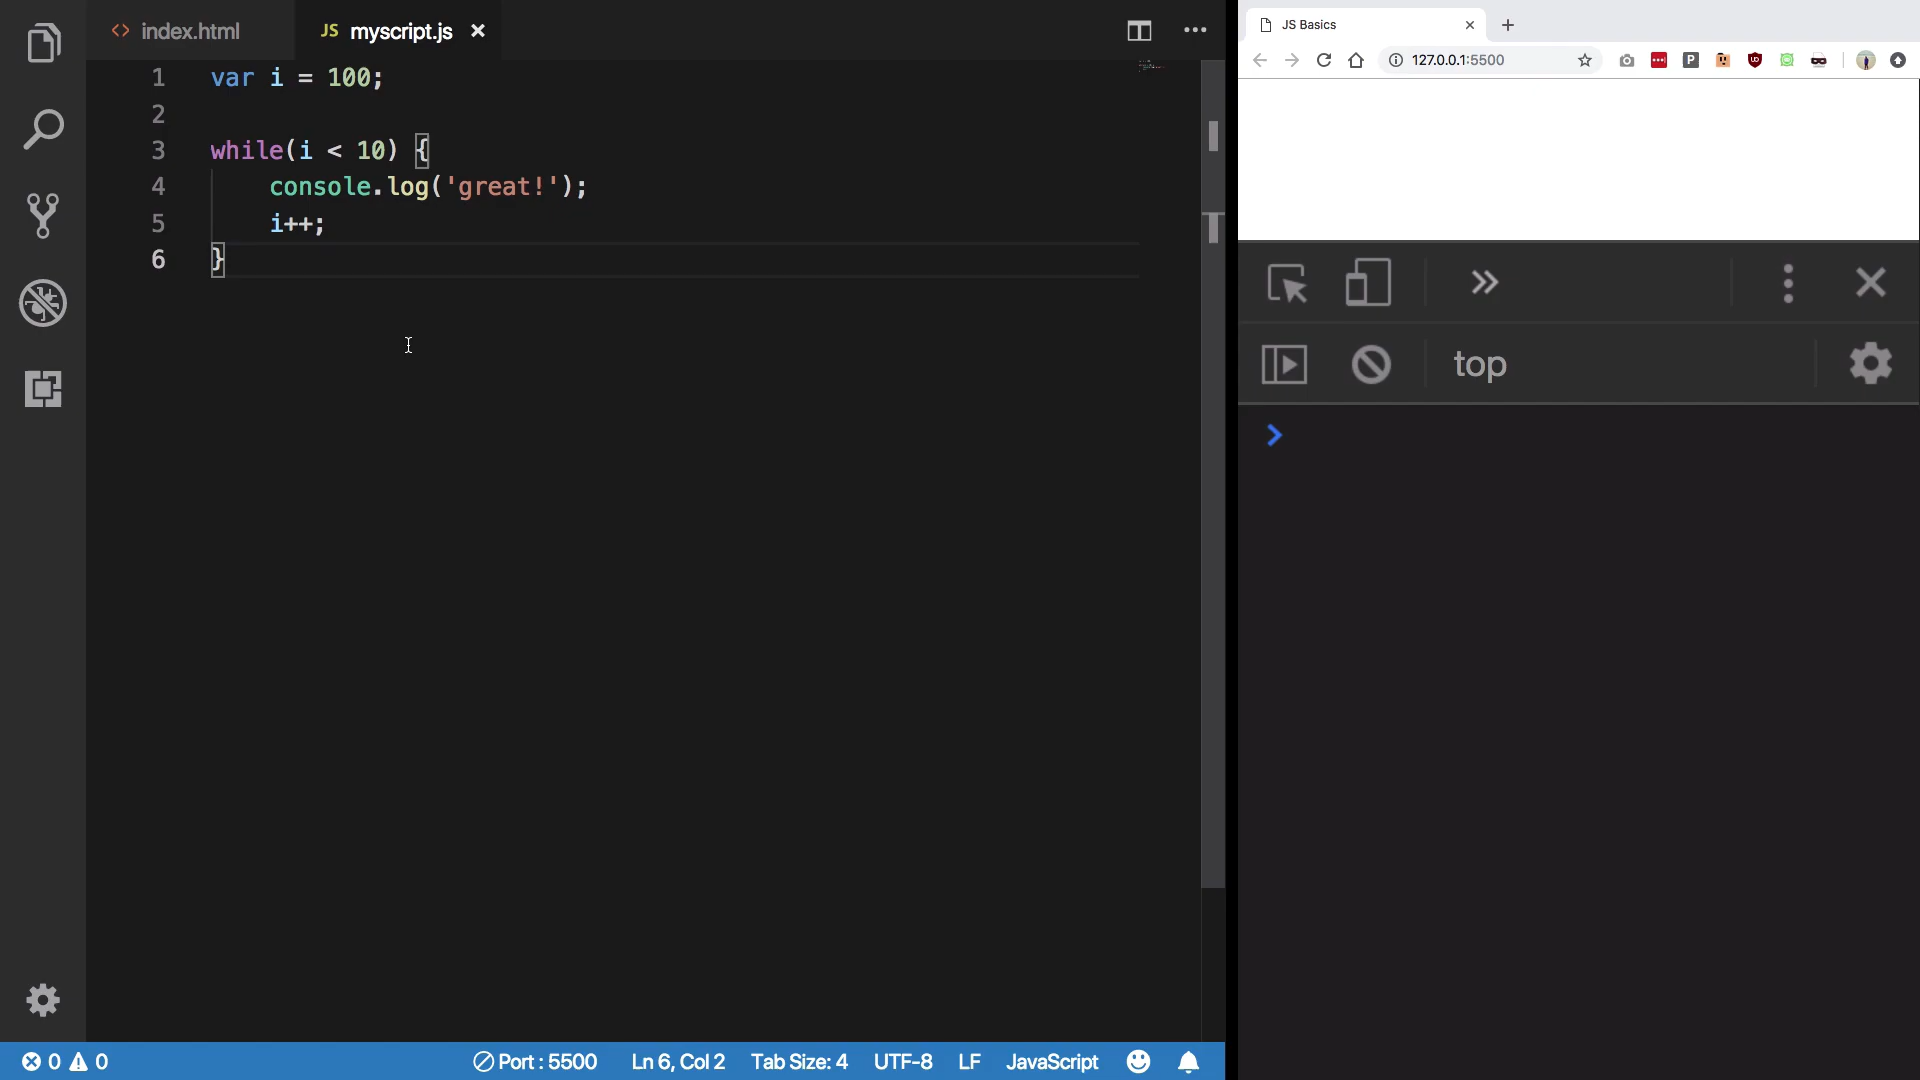 index.html
JS myscript.js
1 var i = 100;
2
3 while(i < 10) {
4 console.log('great!');
5 i++;
6 }
0 0 Port : 5500 Ln 6, Col 2 Tab Size: 4 UTF-8 LF JavaScript
JS Basics
127.0.0.1:5500
P
top